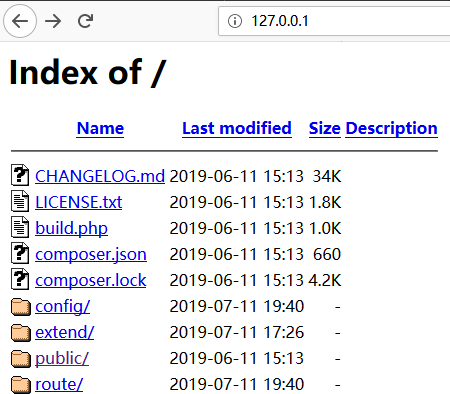 127.0.0.1
Index of /
Name Last modified Size Description
CHANGELOG.md 2019-06-11 15:13 34K
LICENSE.txt 2019-06-11 15:13 1.8K
build.php 2019-06-11 15:13 1.0K
composer.json 2019-06-11 15:13 660
composer.lock 2019-06-11 15:13 4.2K
config/ 2019-07-11 19:40 -
extend/ 2019-07-11 17:26 -
public/ 2019-06-11 15:13 -
route/ 2019-07-11 19:40 -